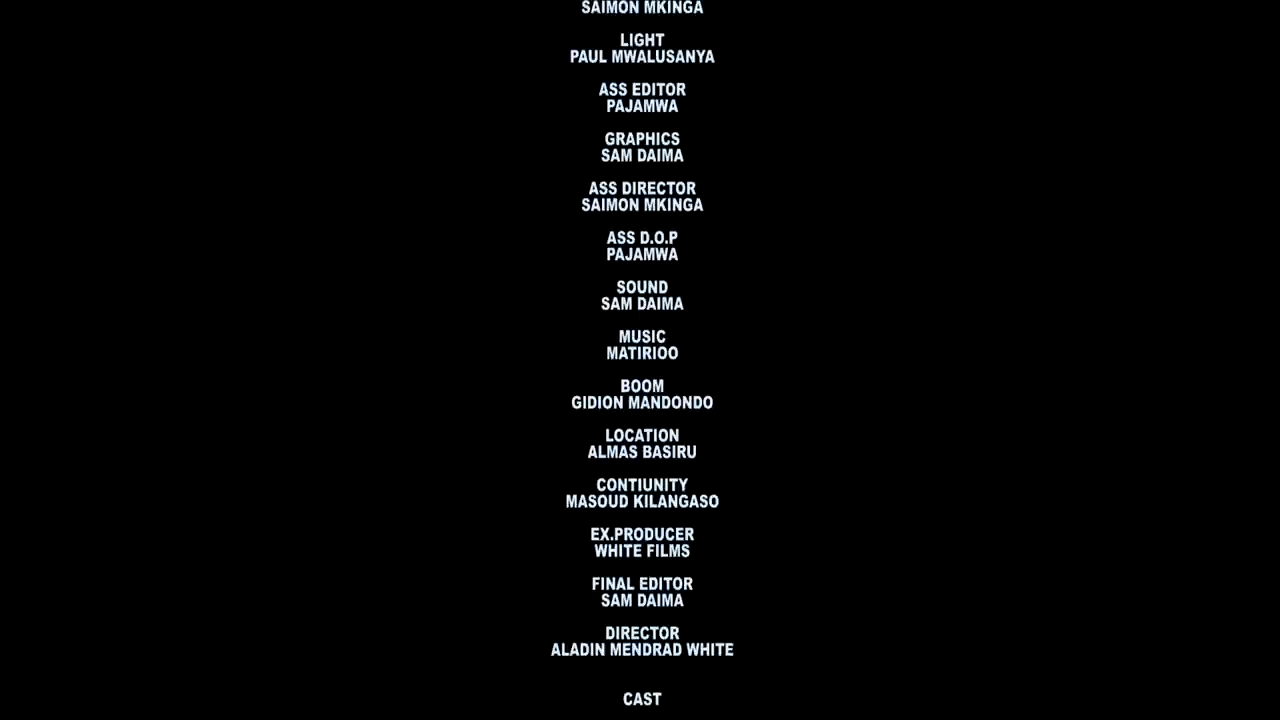 SAIMON MKINGA
LIGHT
PAUL MWALUSANYA
ASS EDITOR
PAJAMWA
GRAPHICS
SAM DAIMA
ASS DIRECTOR
SAIMON MKINGA
ASS D.O.P
PAJAMWA
SOUND
SAM DAIMA
MUSIC
MATIRIOO
BOOM
GIDION MANDONDO
LOCATION
ALMAS BASIRU
CONTIUNITY
MASOUD KILANGASO
EX.PRODUCER
WHITE FILMS
FINAL EDITOR
SAM DAIMA
DIRECTOR
ALADIN MENDRAD WHITE
CAST